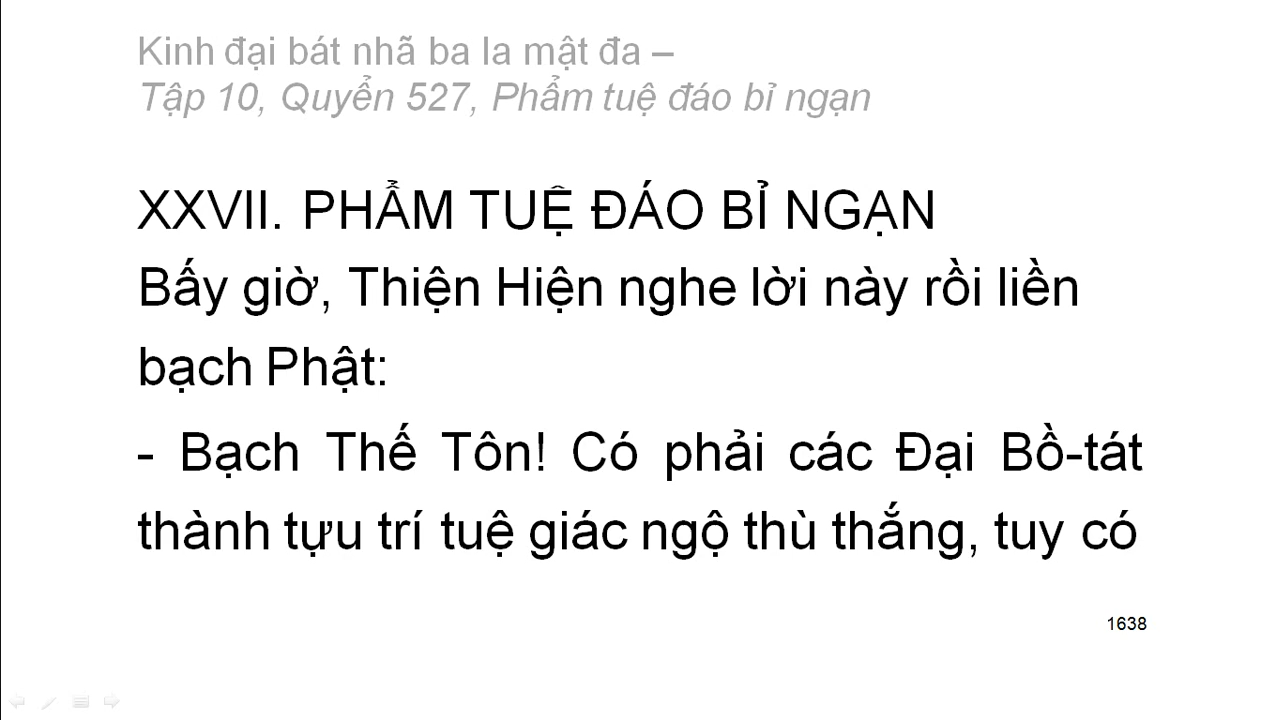 Kinh đại bát nhã ba la mật đa –
Tập 10, Quyển 527, Phẩm tuệ đáo bỉ ngạn
XXVII. PHẨM TUỆ ĐÁO BỈ NGẠN
Bấy giờ, Thiện Hiện nghe lời này rồi liền
bạch Phật:
- Bạch Thế Tôn! Có phải các Đại Bồ-tát
thành tựu trí tuệ giác ngộ thù thắng, tuy có
1638